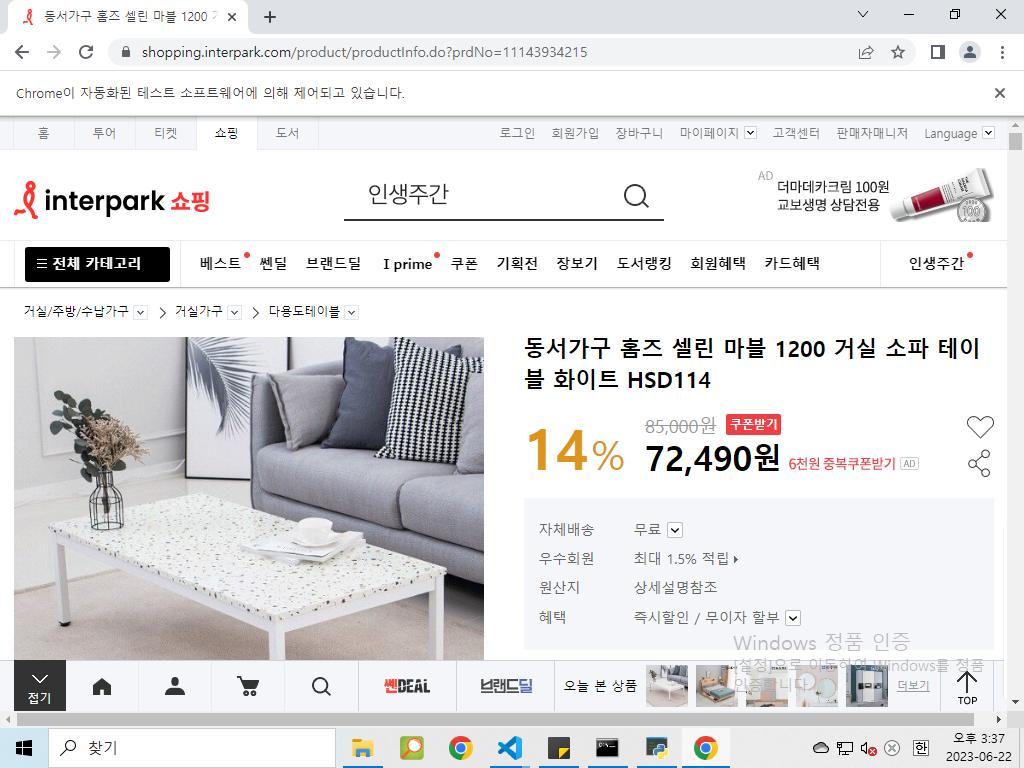 동서가구 홈즈 셀린 마블 1200 거
shopping.interpark.com/product/productInfo.do?prdNo=11143934215
Chrome이 자동화된 테스트 소프트웨어에 의해 제어되고 있습니다.
홈 투어 티켓 쇼핑 도서 로그인 회원가입 장바구니 마이페이지 고객센터 판매자매니저 Language
interpark 쇼핑
인생주간
AD
더마데카크림 100원
교보생명 상담전용
전체 카테고리 베스트 쎈딜 브랜드딜 I prime 쿠폰 기획전 장보기 도서랭킹 회원혜택 카드혜택 인생주간
거실/주방/수납가구 거실가구 다용도테이블
동서가구 홈즈 셀린 마블 1200 거실 소파 테이
블 화이트 HSD114
14%
85,000원 쿠폰받기
72,490원 6천원 중복쿠폰받기 AD
자체배송 무료
우수회원 최대 1.5% 적립
원산지 상세설명참조
혜택 즉시할인 / 무이자 할부
Windows 정품 인증
[설정]으로 이동하여 Windows를 정품
인증합니다.
접기
쎈DEAL
브랜드딜
오늘 본 상품
더보기
TOP
찾기
한
오후 3:37
2023-06-22